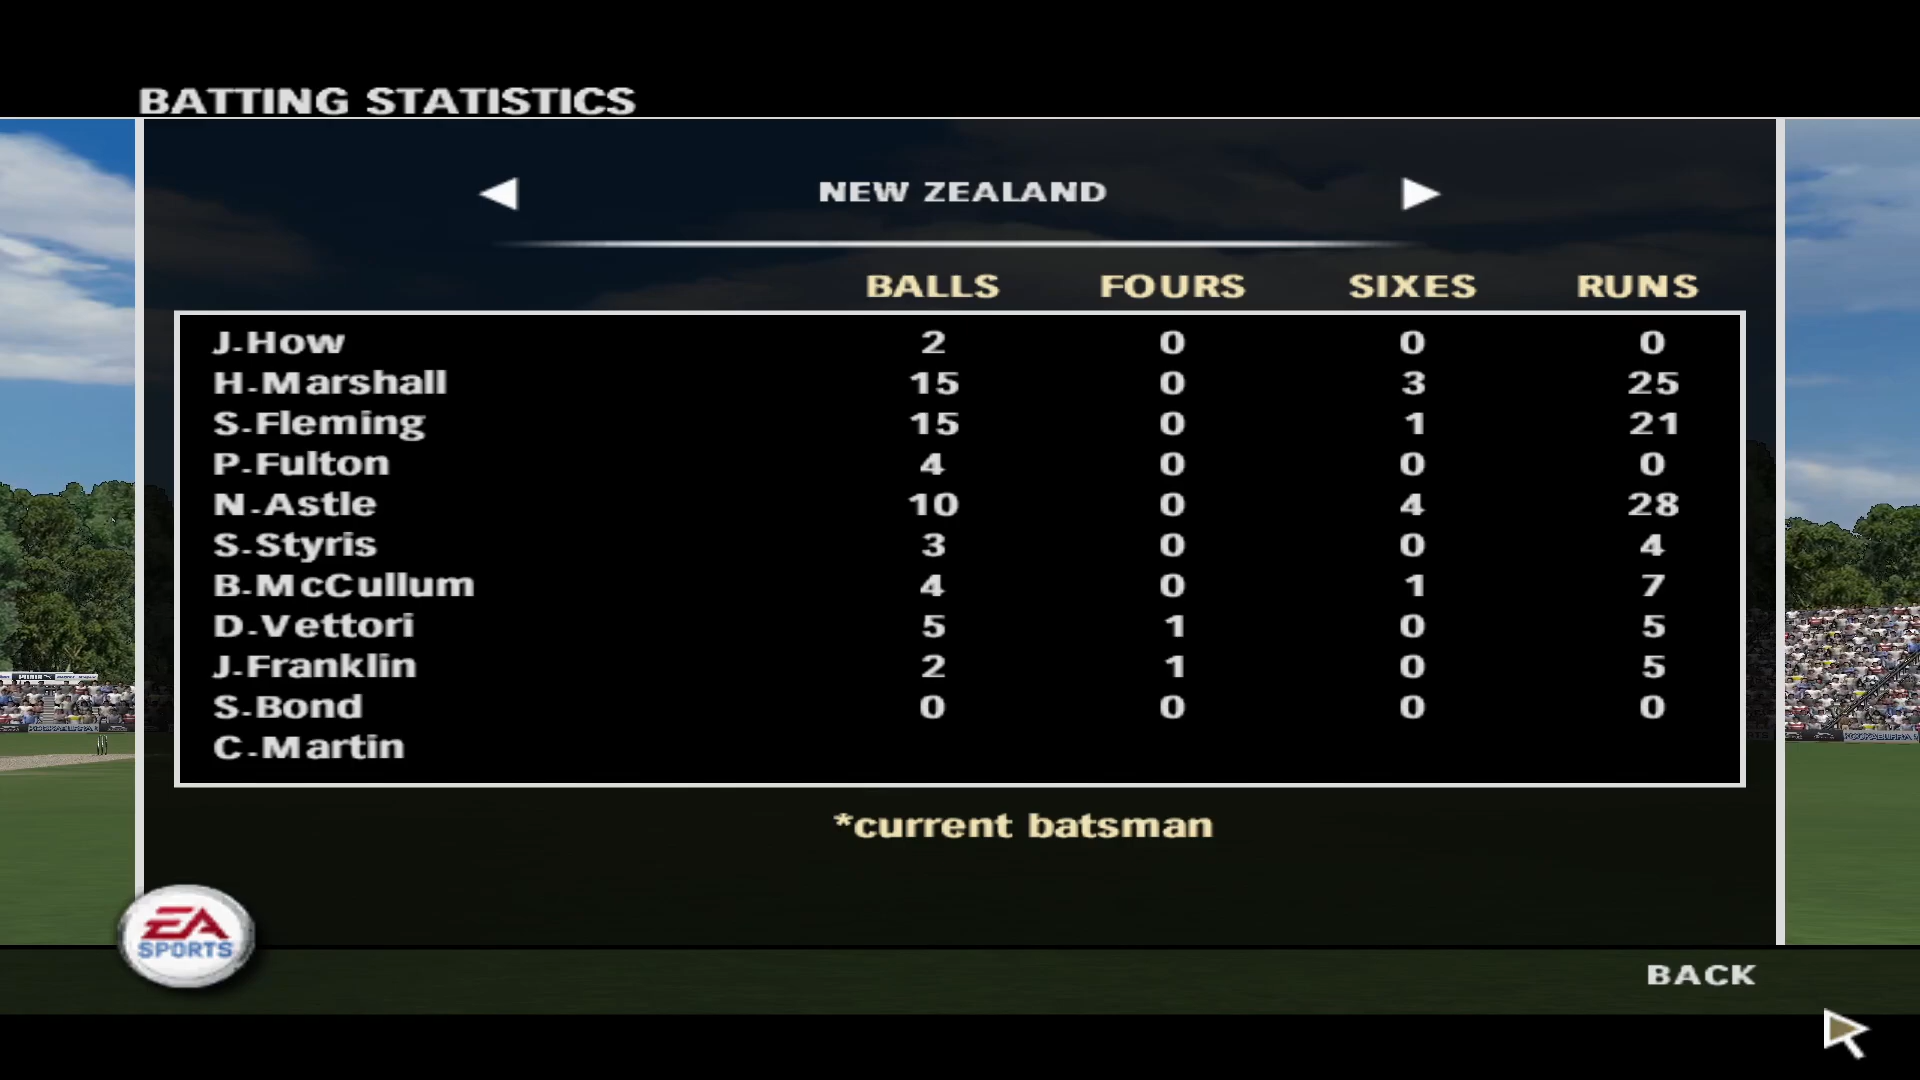 BATTING STATISTICS
NEW ZEALAND
BALLS FOURS SIXES RUNS
J.How 2 0 0 0
H.Marshall 15 0 3 25
S.Fleming 15 0 1 21
P.Fulton 4 0 0 0
N.Astle 10 0 4 28
S.Styris 3 0 0 4
B.McCullum 4 0 1 7
D.Vettori 5 1 0 5
J.Franklin 2 1 0 5
S.Bond 0 0 0 0
C.Martin
*current batsman
EA
SPORTS
BACK
KOOKABURRA
KOOKABURRA